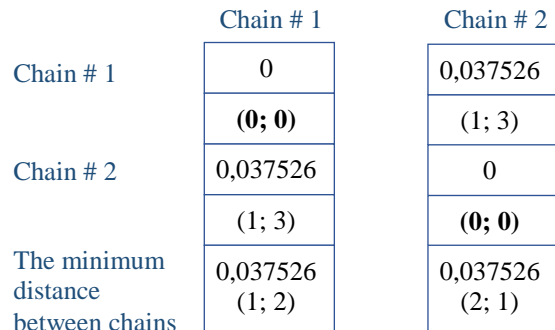 Chain # 1 Chain # 2
Chain # 1 0 0,037526
(0; 0) (1; 3)
Chain # 2 0,037526 0
(1; 3) (0; 0)
The minimum
distance
between chains
0,037526
(1; 2)
0,037526
(2; 1)